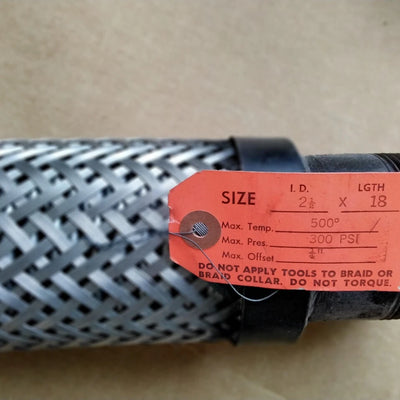 I.D. LGTH
SIZE 2½ X 18
Max. Temp. 500°
Max. Pres. 300 PSI
Max. Offset
DO NOT APPLY TOOLS TO BRAID OR
BRAID COLLAR. DO NOT TORQUE.